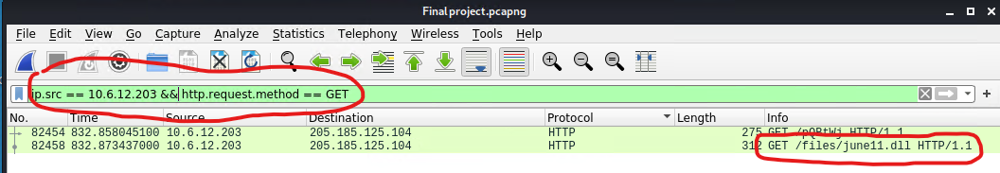 Final project.pcapng
File Edit View Go Capture Analyze Statistics Telephony Wireless Tools Help
ip.src == 10.6.12.203 && http.request.method == GET
No. Time Source Destination Protocol Length Info
82454 832.858045100 10.6.12.203 205.185.125.104 HTTP 275 GET /pQBtWj HTTP/1.1
82458 832.873437000 10.6.12.203 205.185.125.104 HTTP 312 GET /files/june11.dll HTTP/1.1